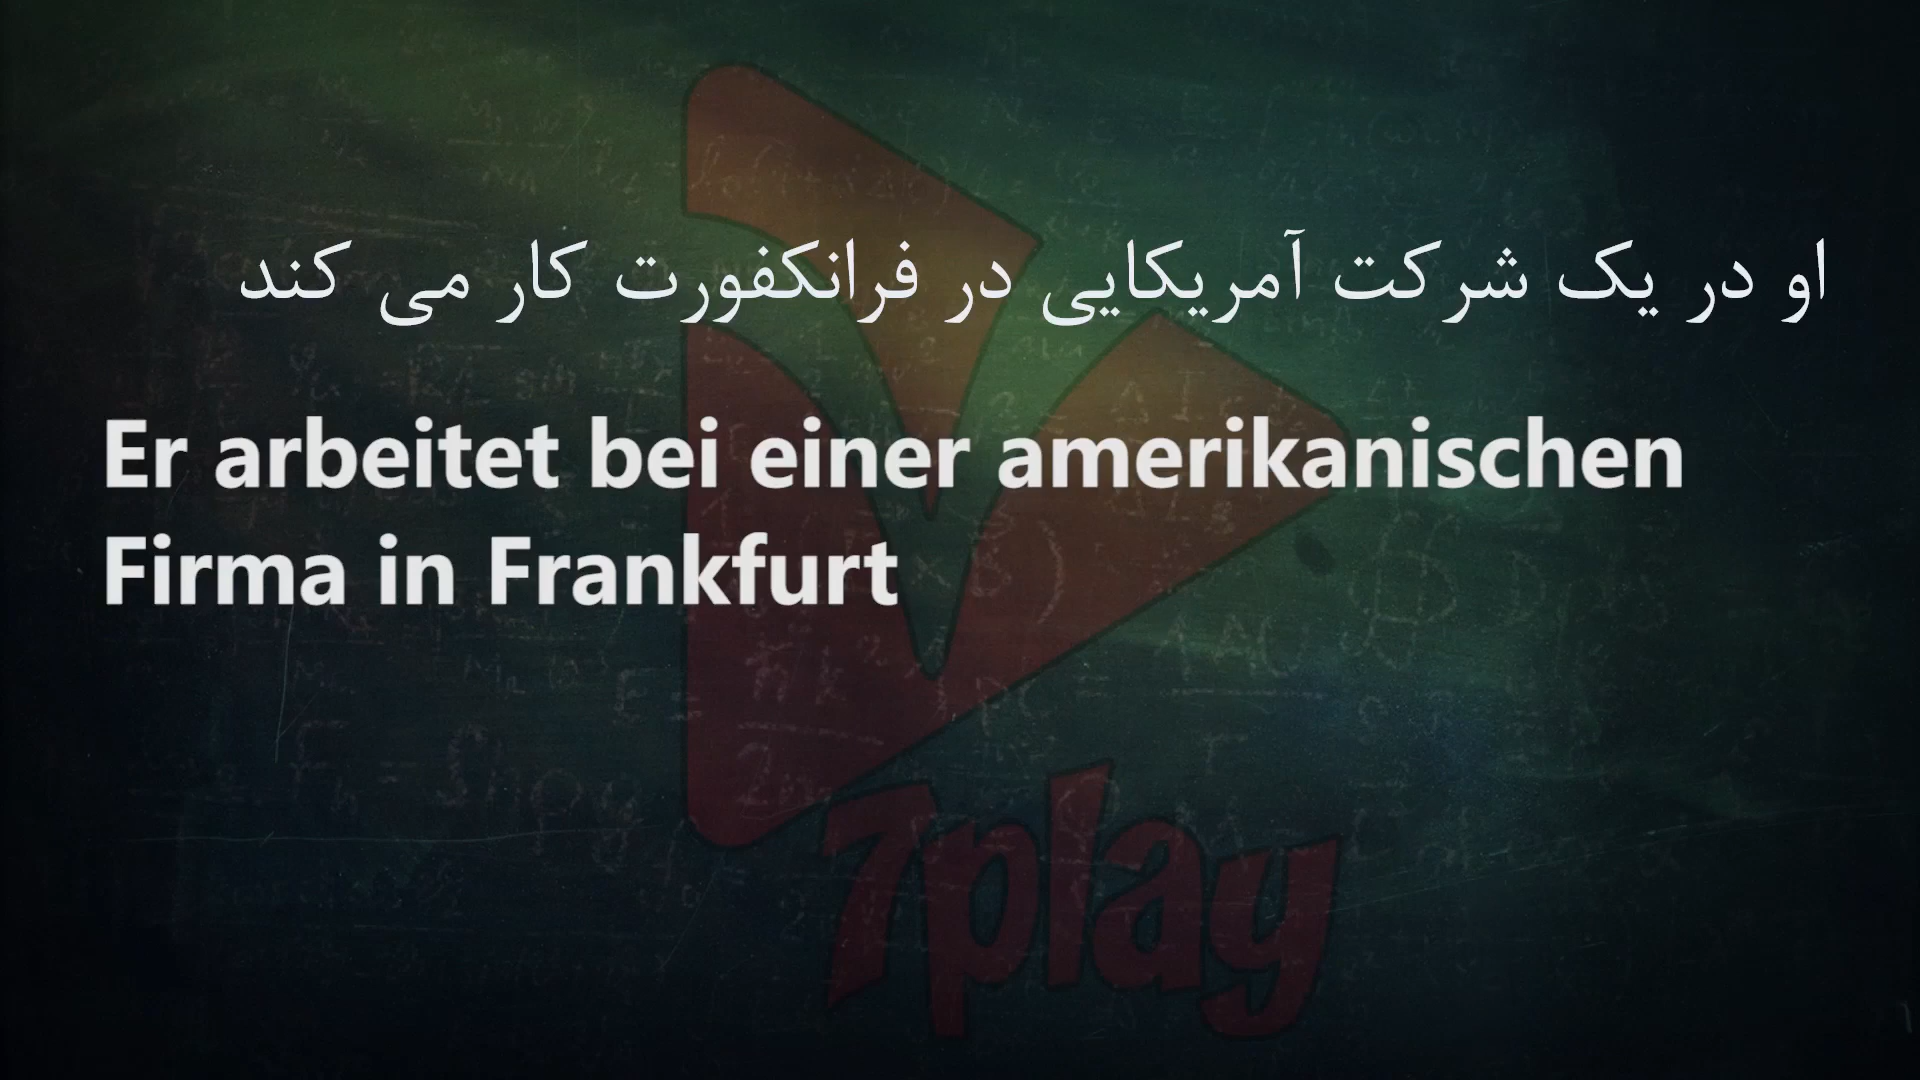 او در یک شرکت آمریکایی در فرانکفورت کار می کند
Er arbeitet bei einer amerikanischen
Firma in Frankfurt
7play